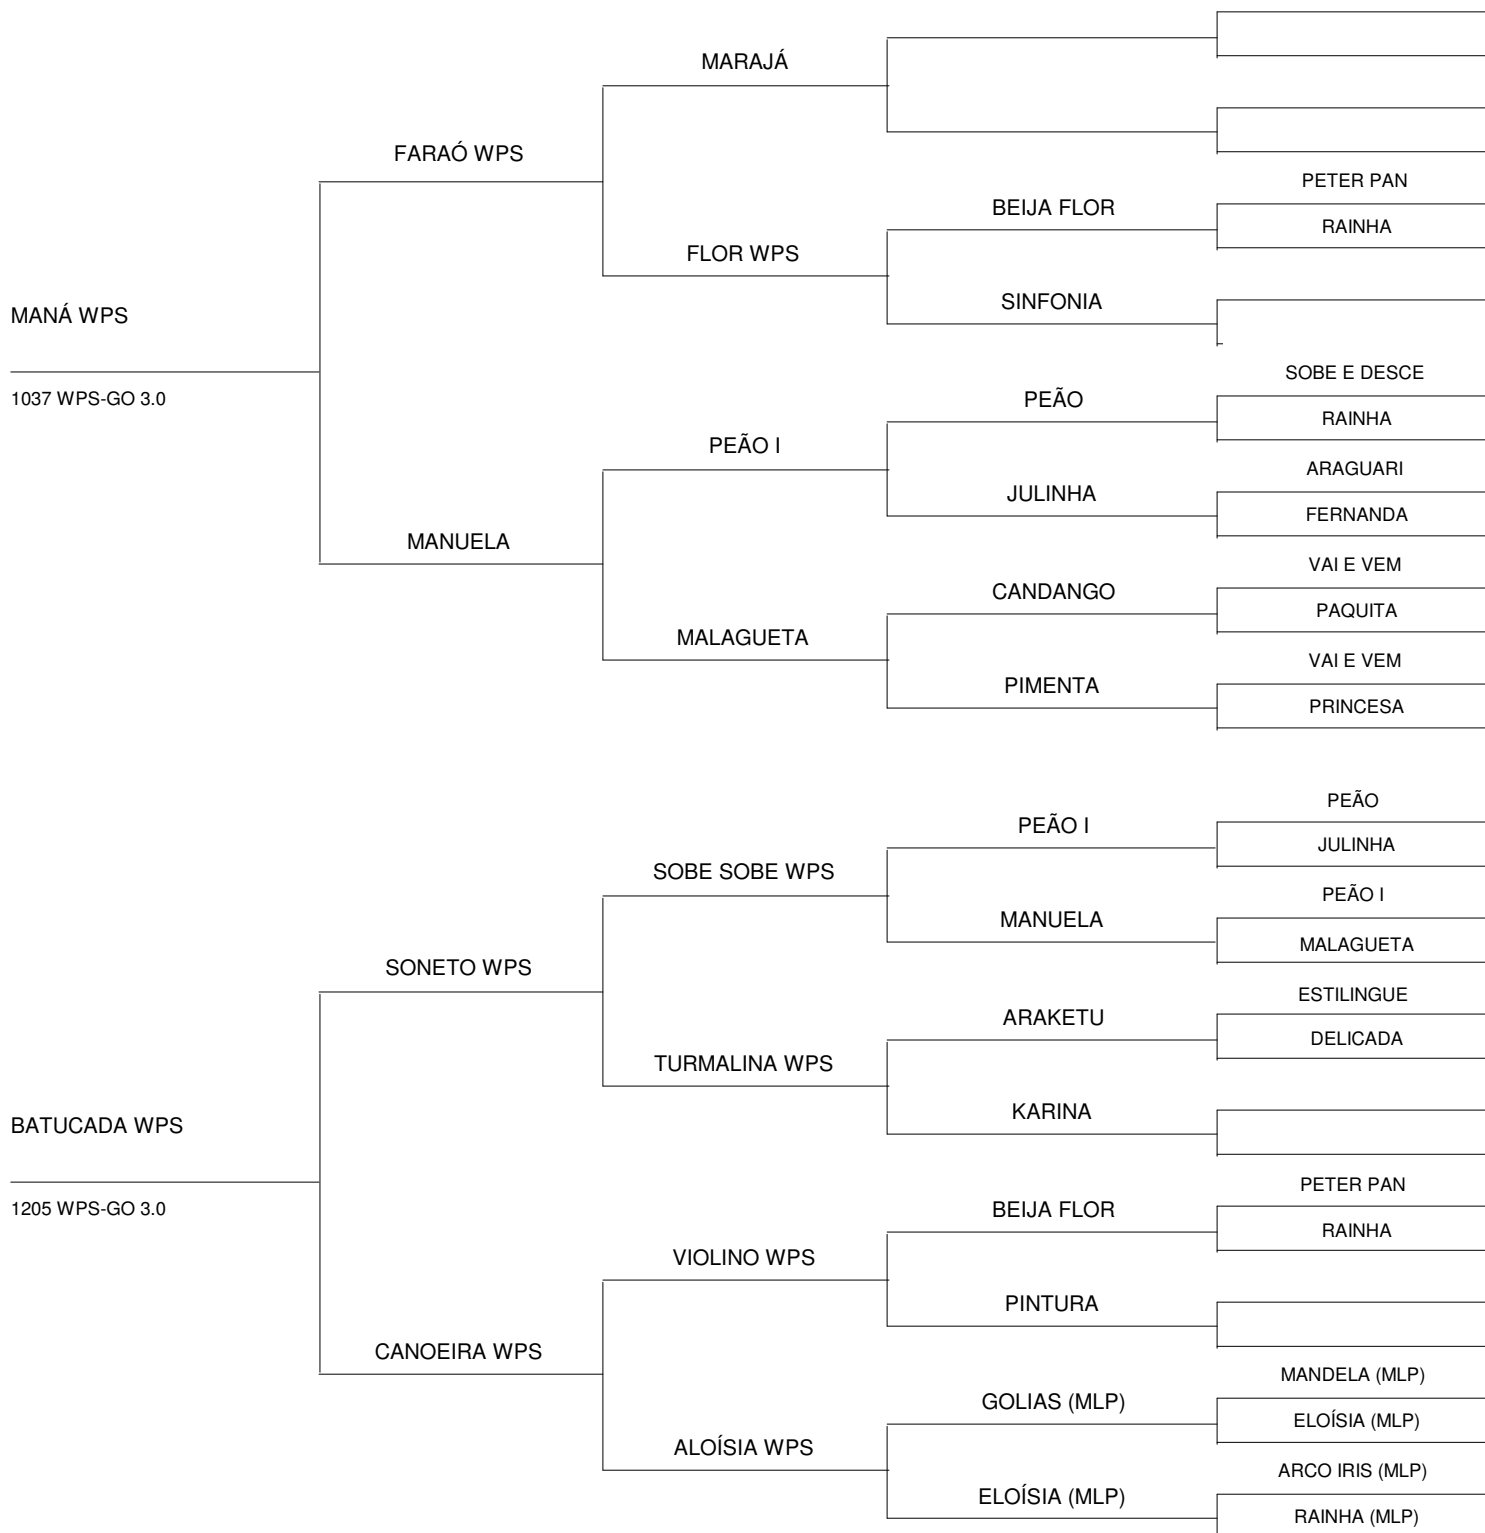 MARAJÁ
FARAÓ WPS
PETER PAN
BEIJA FLOR
RAINHA
FLOR WPS
SINFONIA
MANÁ WPS
SOBE E DESCE
1037 WPS-GO 3.0
PEÃO
RAINHA
PEÃO I
ARAGUARI
JULINHA
FERNANDA
MANUELA
VAI E VEM
CANDANGO
PAQUITA
MALAGUETA
VAI E VEM
PIMENTA
PRINCESA
PEÃO
PEÃO I
JULINHA
SOBE SOBE WPS
PEÃO I
MANUELA
MALAGUETA
SONETO WPS
ESTILINGUE
ARAKETU
DELICADA
TURMALINA WPS
KARINA
BATUCADA WPS
PETER PAN
1205 WPS-GO 3.0
BEIJA FLOR
RAINHA
VIOLINO WPS
PINTURA
CANOEIRA WPS
MANDELA (MLP)
GOLIAS (MLP)
ELOÍSIA (MLP)
ALOÍSIA WPS
ARCO IRIS (MLP)
ELOÍSIA (MLP)
RAINHA (MLP)